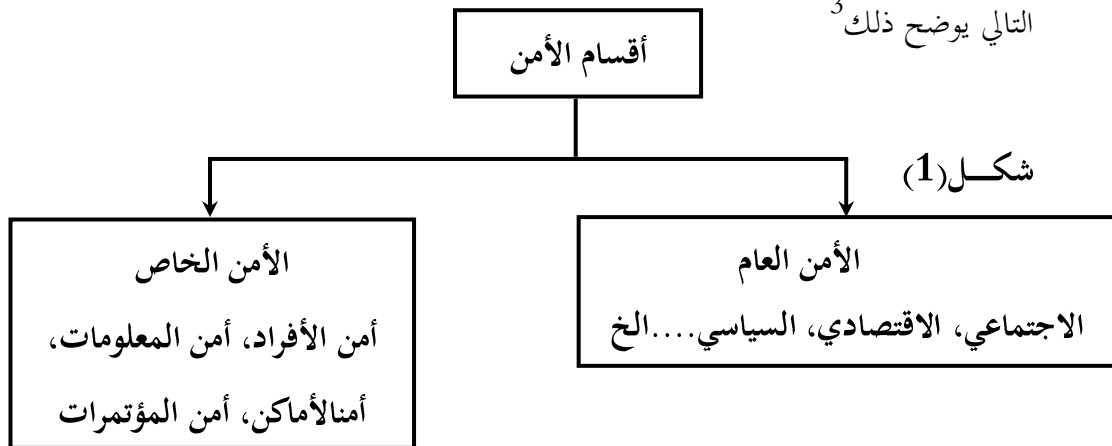 التالي يوضح ذلك3
أقسام الأمن
شكل(1)
الأمن العام
الاجتماعي، الاقتصادي، السياسي....الخ
الأمن الخاص
أمن الأفراد، أمن المعلومات،
أمنالأماكن، أمن المؤتمرات